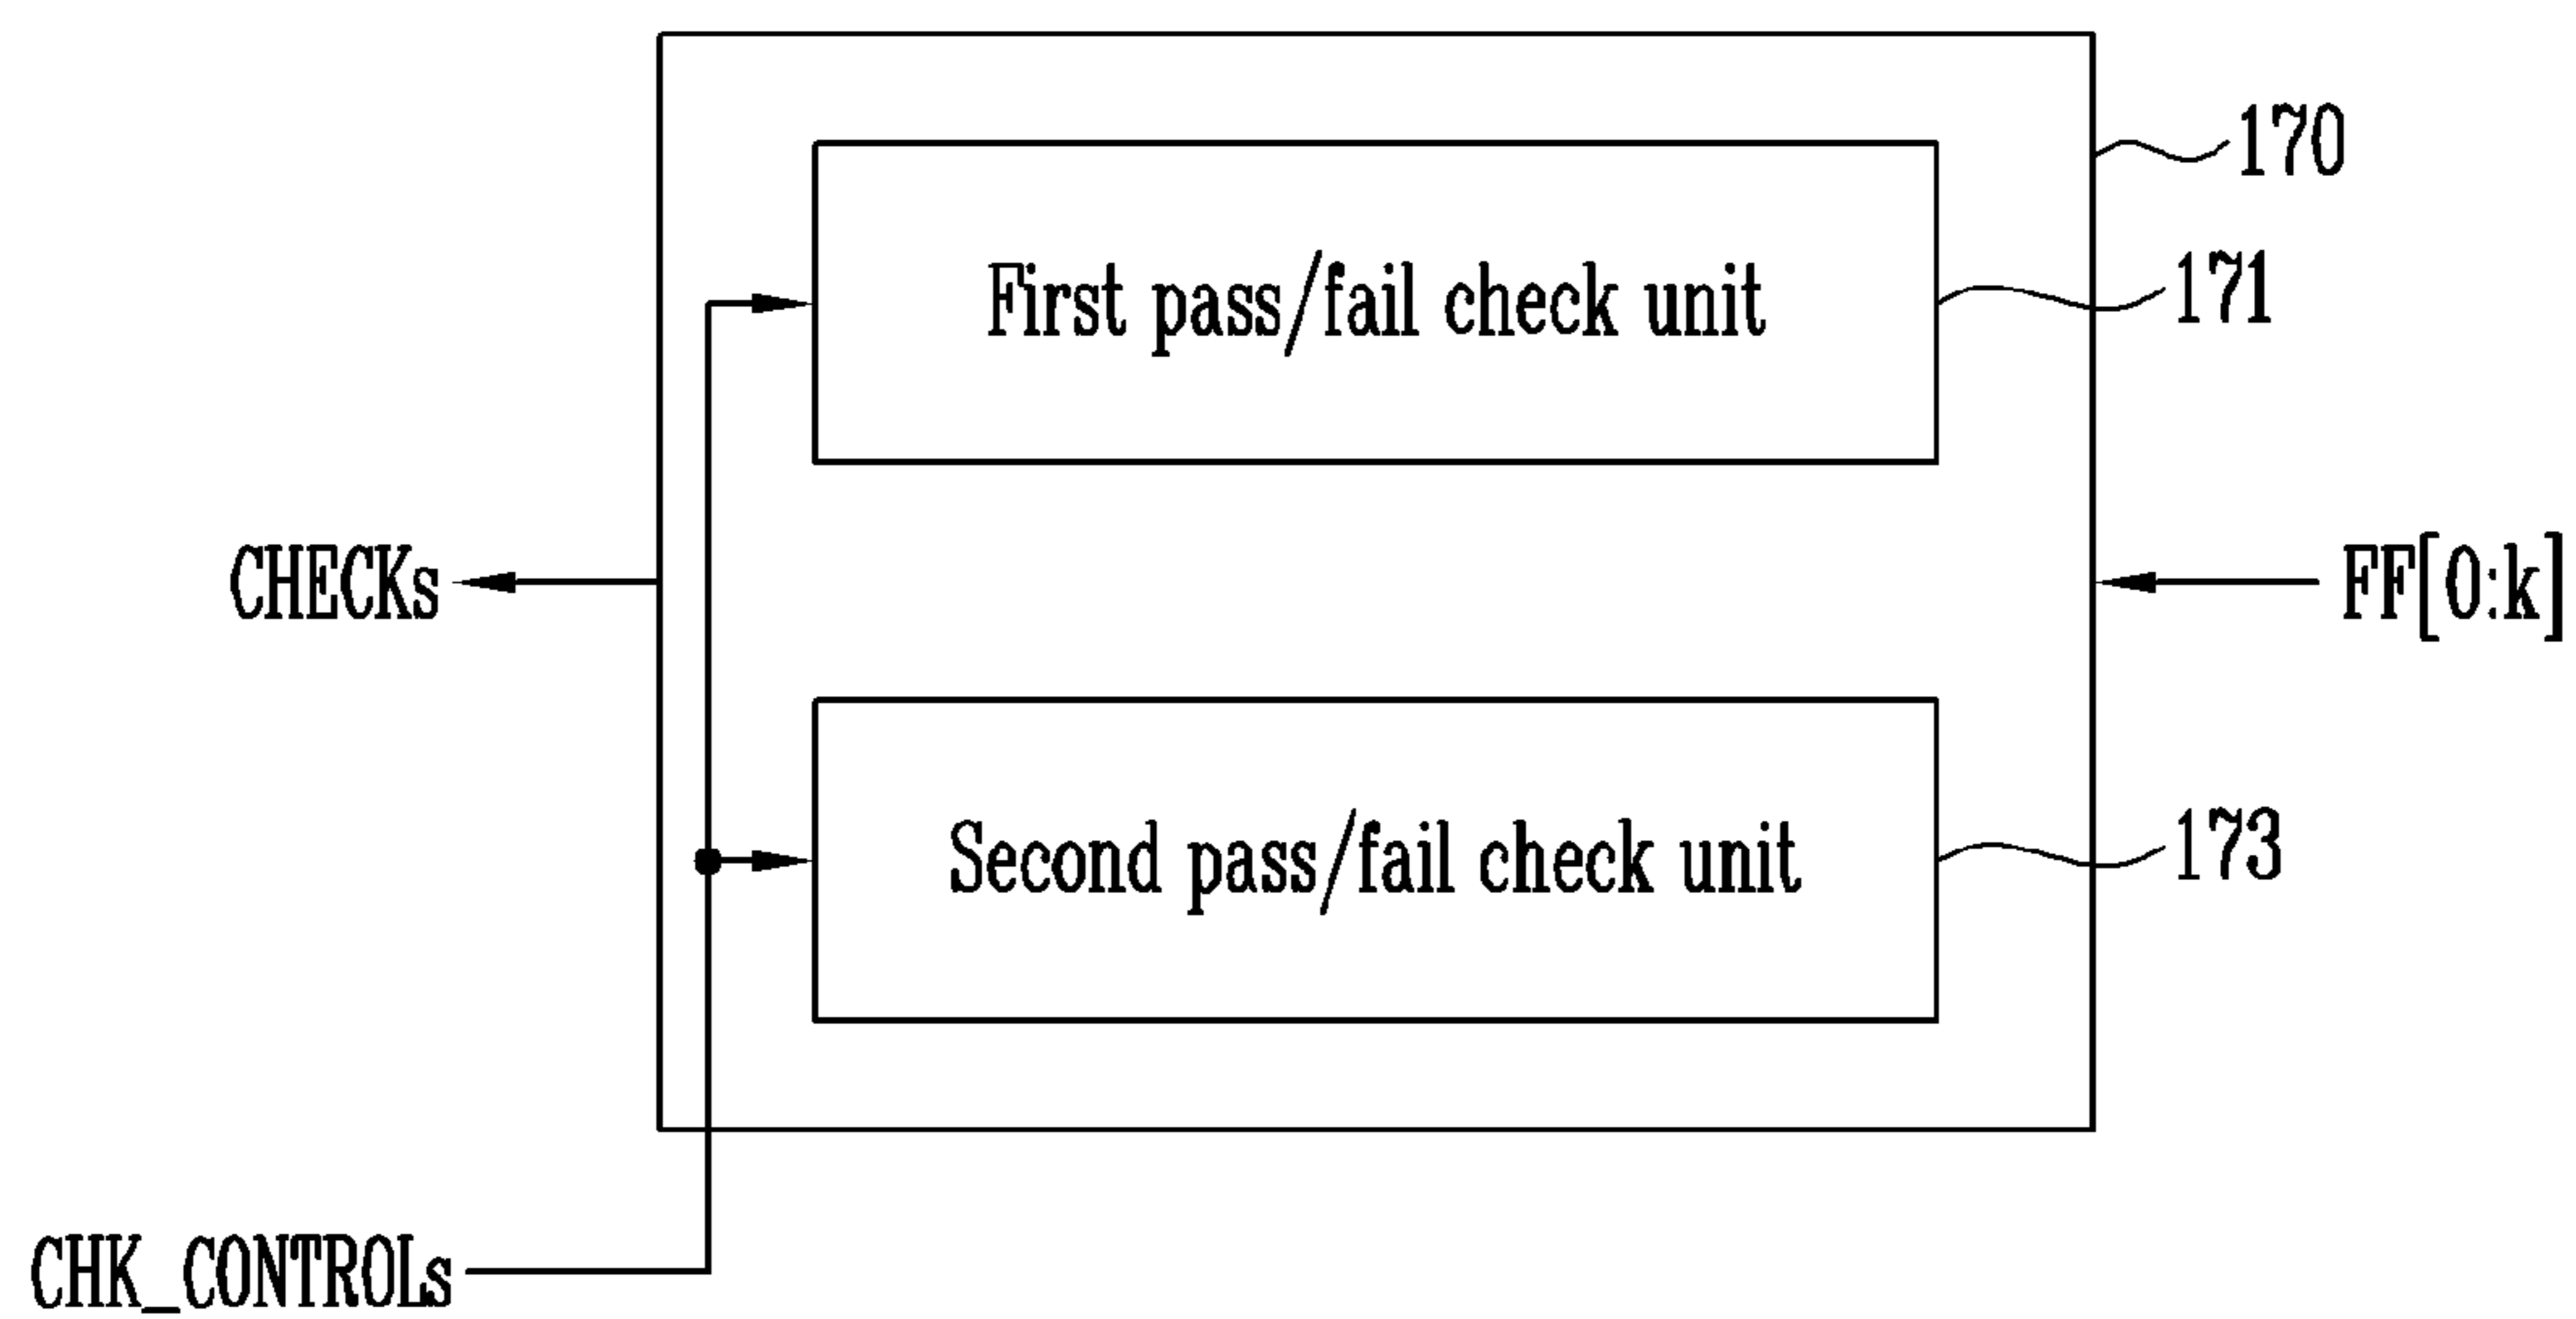 170
First pass/fail check unit
171
CHECKs
FF[0:k]
Second pass/fail check unit
173
CHK_CONTROLs